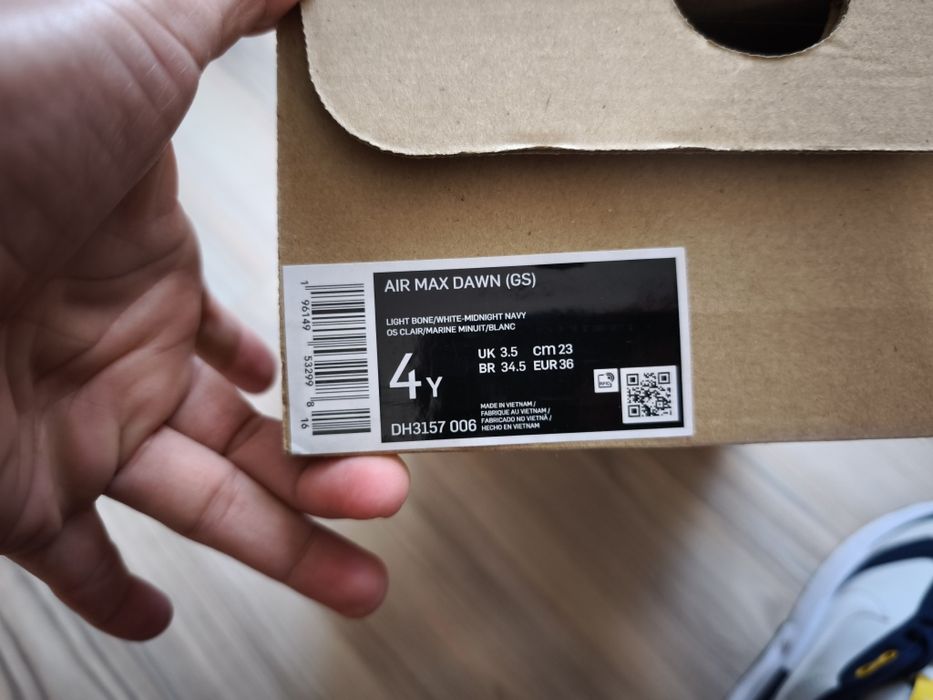 AIR MAX DAWN (GS)
LIGHT BONE/WHITE-MIDNIGHT NAVY
OS CLAIR/MARINE MINUIT/BLANC
4Y
UK 3.5 cm 23
BR 34.5 EUR 36
MADE IN VIETNAM /
FABRIQUE AU VIETNAM /
FABRICADO NO VIETNÃ /
HECHO EN VIETNAM
DH3157 006
RFID
1 96149 53299 8 16